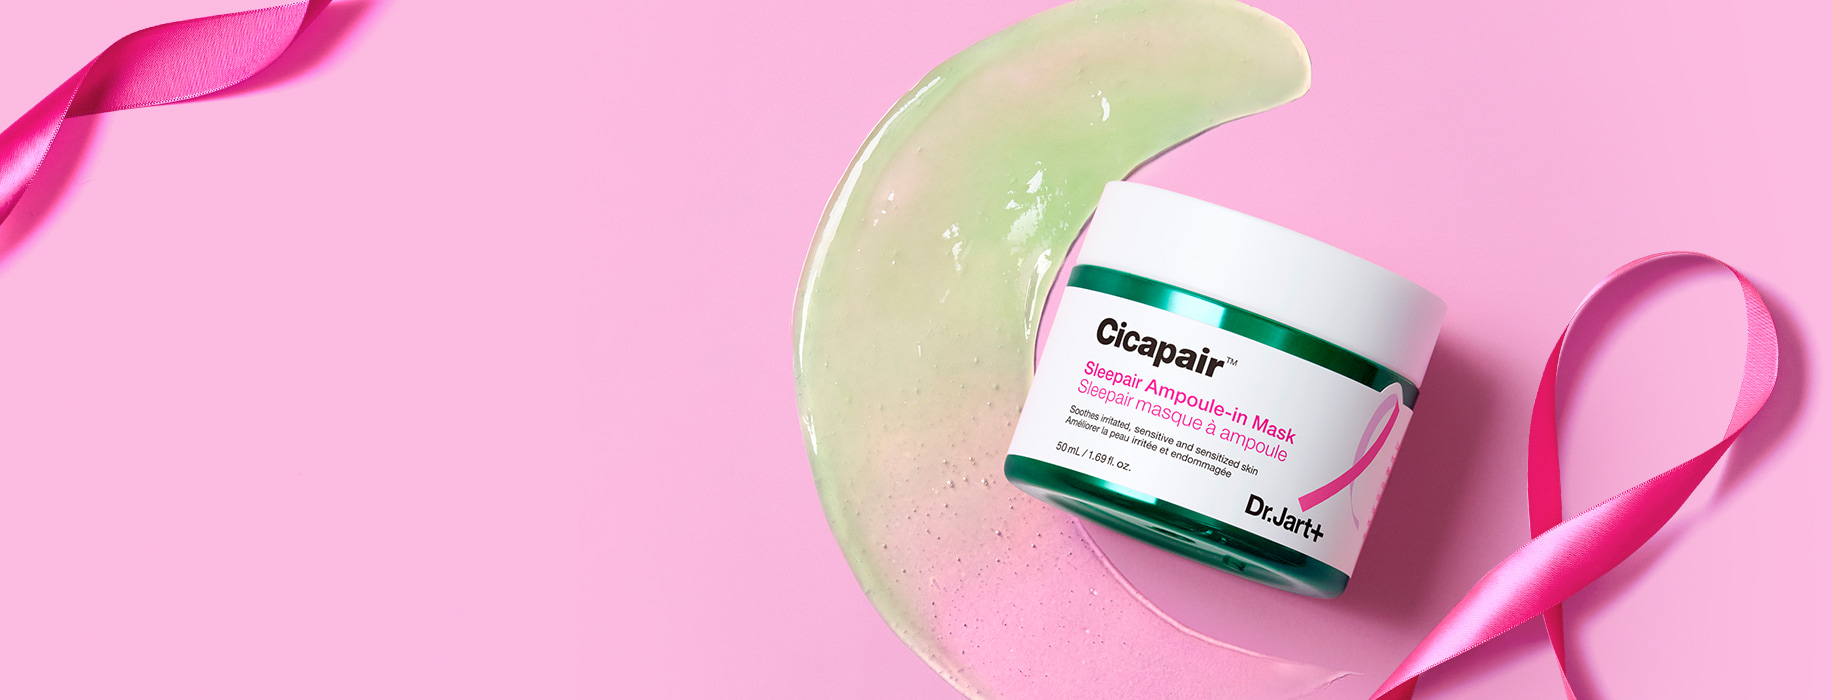 Cicapair™
Sleepair Ampoule-in Mask
Sleepair masque à ampoule
Soothes irritated, sensitive and sensitized skin
Améliorer la peau irritée et endommagée
50 mL / 1.69 fl. oz.
Dr.Jart+